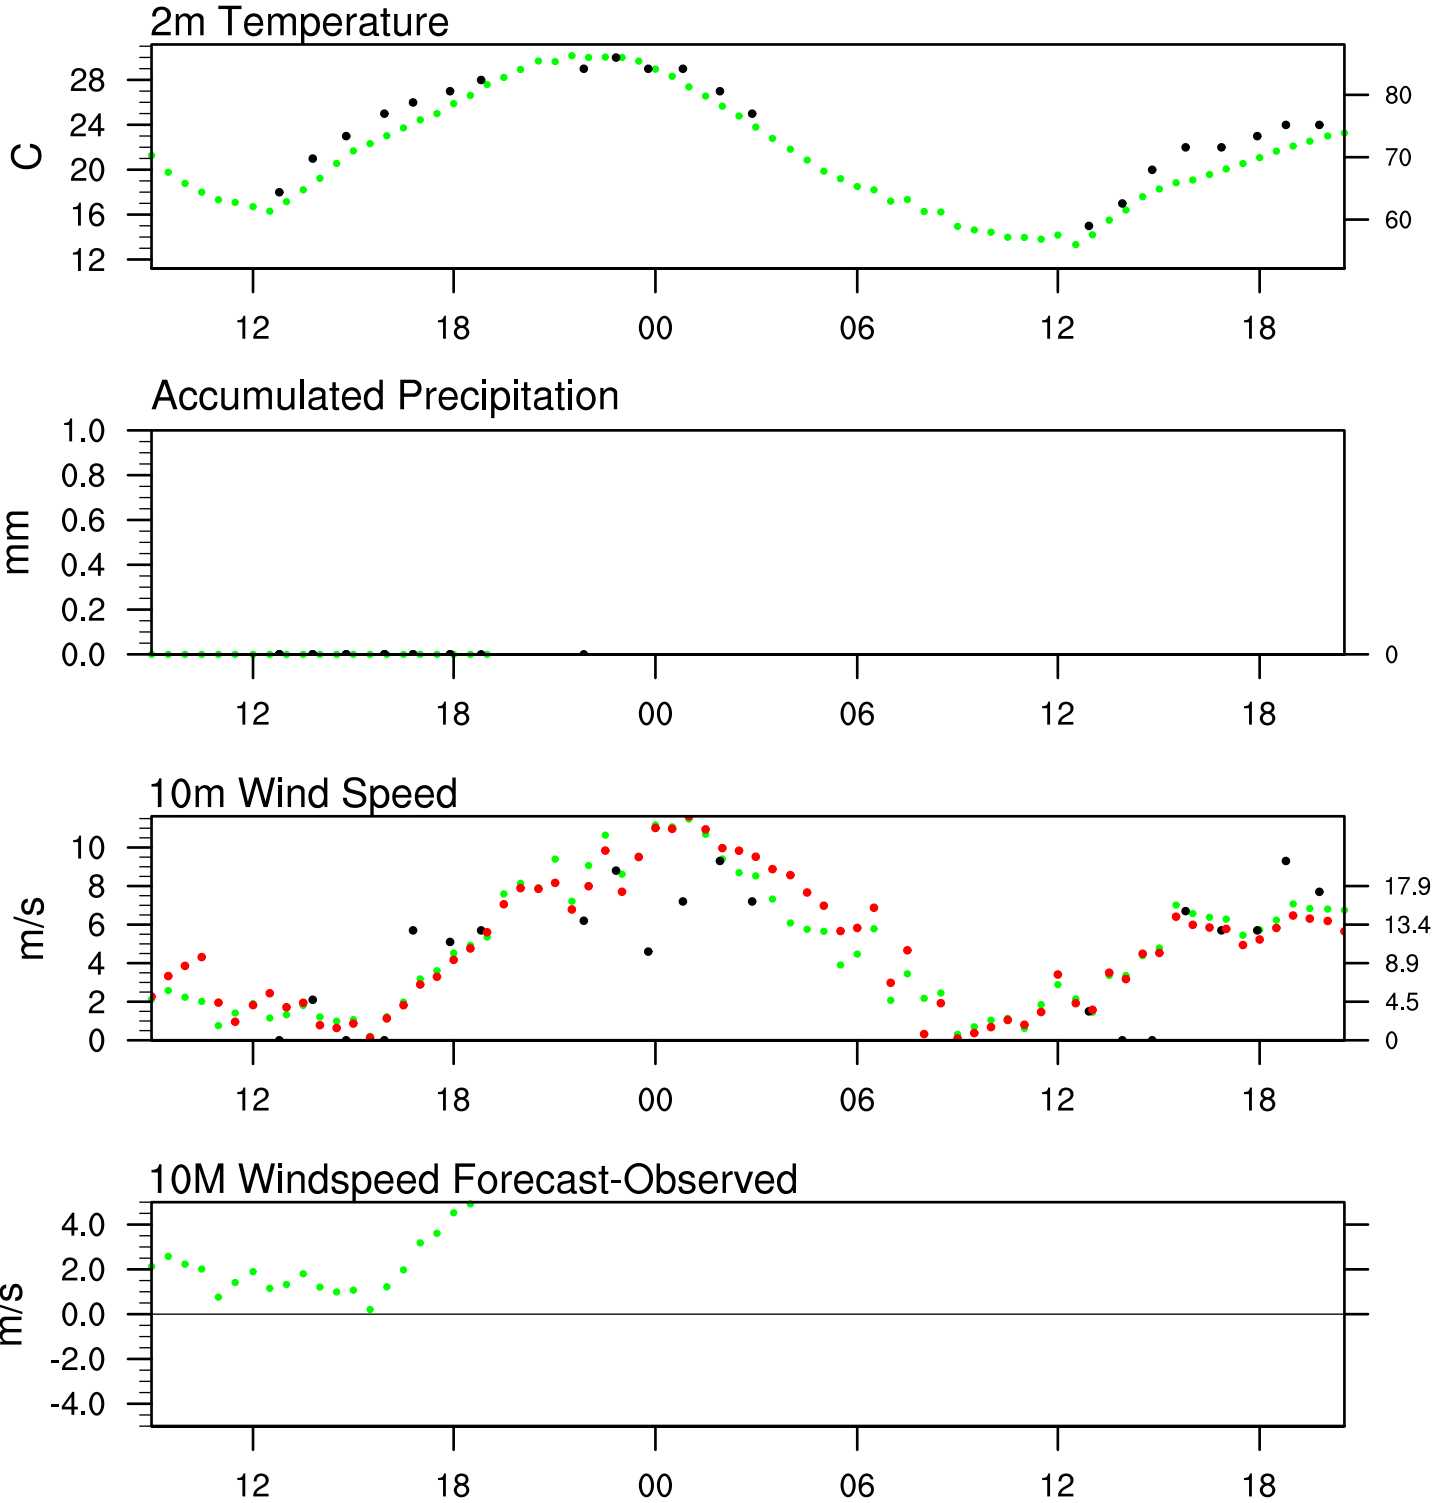 2m Temperature
C
28
24
20
16
12
80
70
60
12 18 00 06 12 18
Accumulated Precipitation
mm
1.0
0.8
0.6
0.4
0.2
0.0
0
12 18 00 06 12 18
10m Wind Speed
m/s
10
8
6
4
2
0
17.9
13.4
8.9
4.5
0
12 18 00 06 12 18
10M Windspeed Forecast-Observed
m/s
4.0
2.0
0.0
-2.0
-4.0
12 18 00 06 12 18